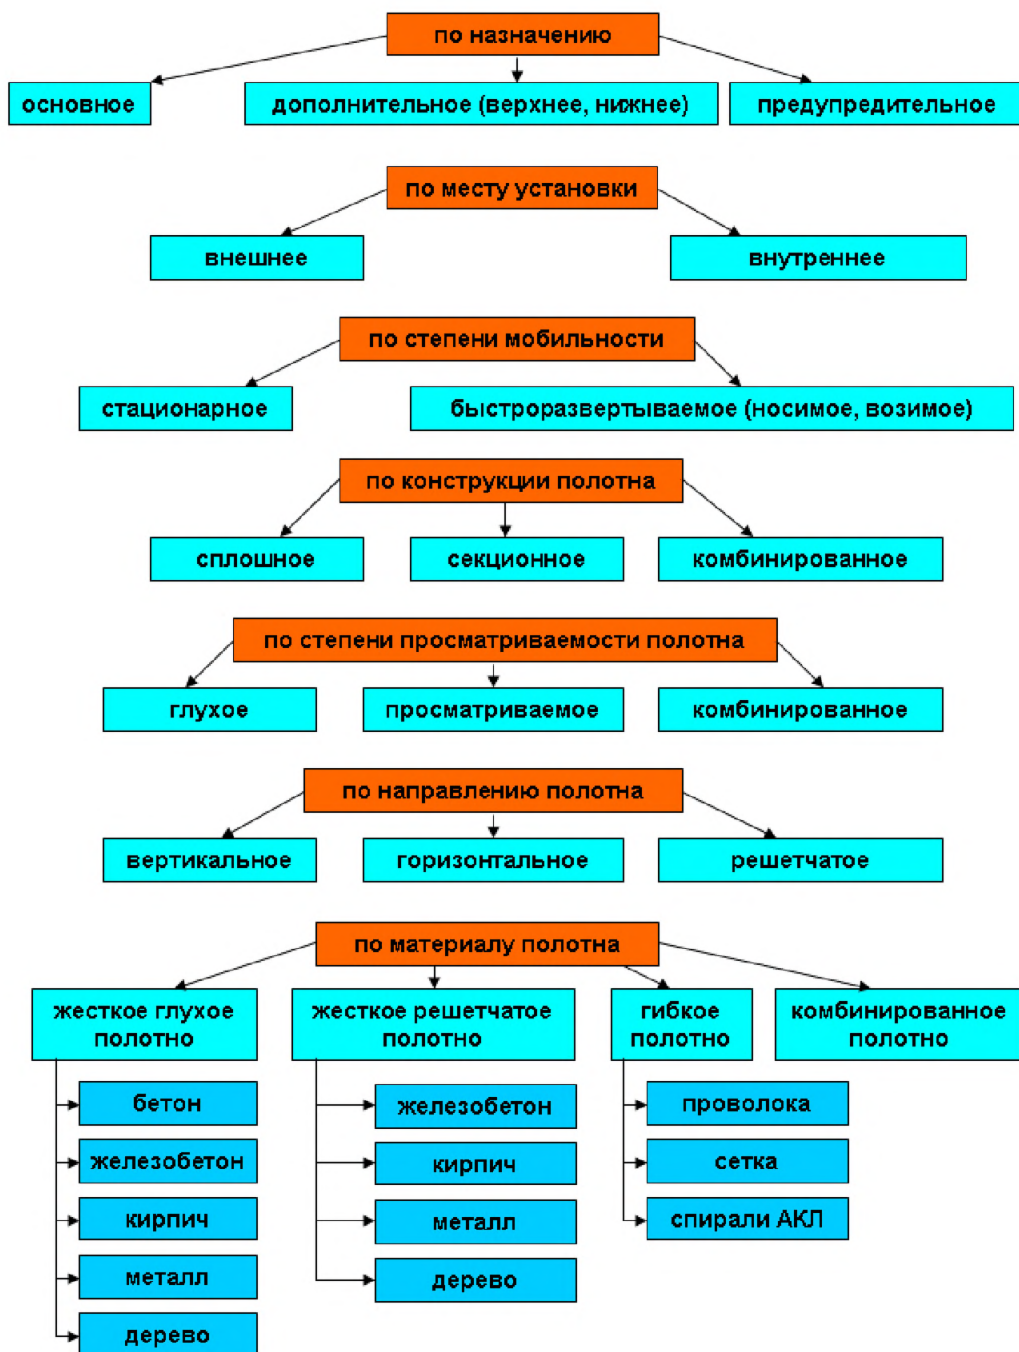 по назначению
основное
дополнительное (верхнее, нижнее)
предупредительное
по месту установки
внешнее
внутреннее
по степени мобильности
стационарное
быстроразвертываемое (носимое, возимое)
по конструкции полотна
сплошное
секционное
комбинированное
по степени просматриваемости полотна
глухое
просматриваемое
комбинированное
по направлению полотна
вертикальное
горизонтальное
решетчатое
по материалу полотна
жесткое глухое
полотно
бетон
железобетон
кирпич
металл
дерево
жесткое решетчатое
полотно
железобетон
кирпич
металл
дерево
гибкое
полотно
проволока
сетка
спирали АКЛ
комбинированное
полотно